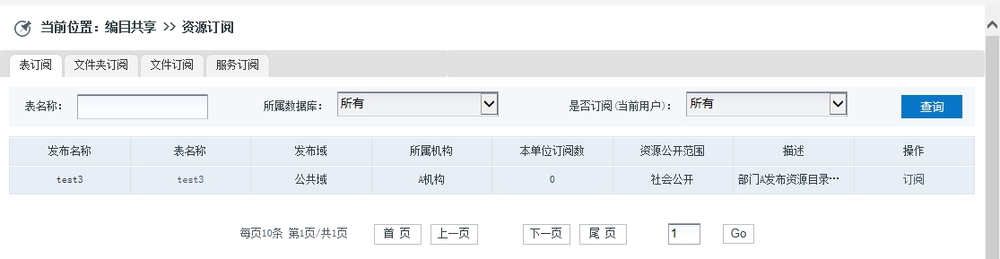 当前位置：编目共享 >> 资源订阅
表订阅 文件夹订阅 文件订阅 服务订阅
表名称： 所属数据库： 所有 是否订阅(当前用户)： 所有 查询
发布名称 表名称 发布域 所属机构 本单位订阅数 资源公开范围 描述 操作
test3 test3 公共域 A机构 0 社会公开 部门A发布资源目录… 订阅
每页10条 第1页/共1页 首 页 上一页 下一页 尾 页 1 Go